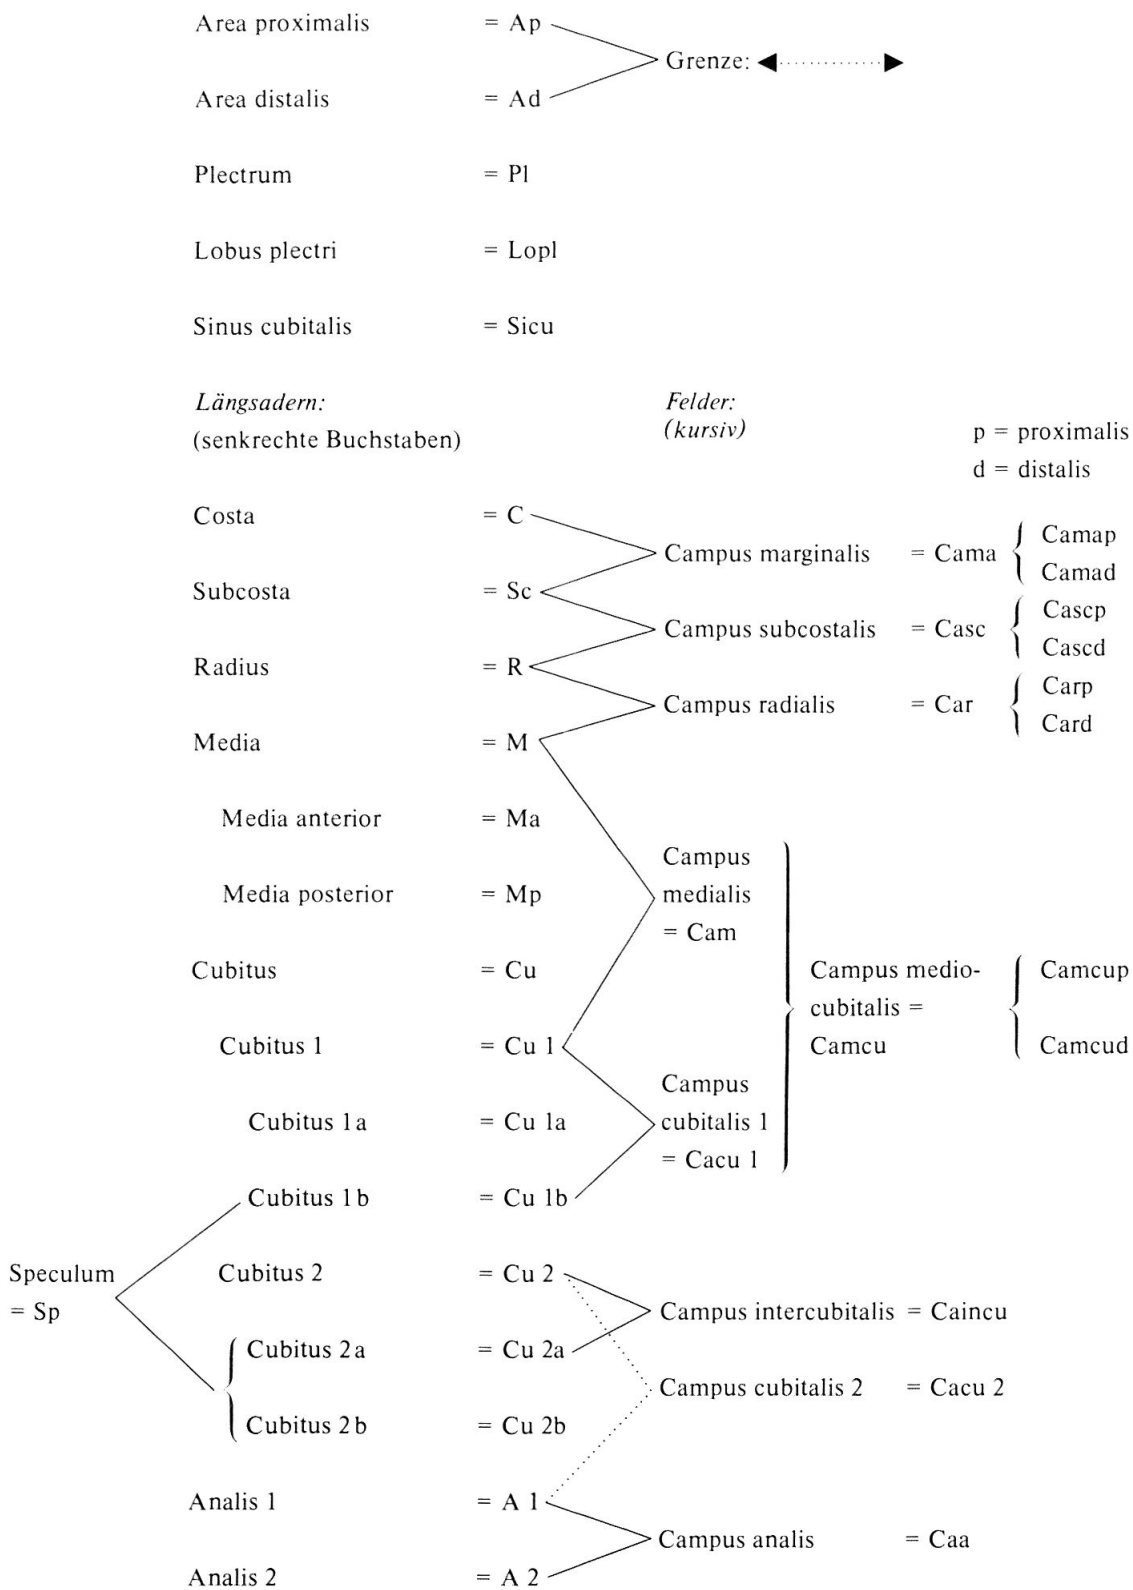 Area proximalis = Ap
Grenze:
Area distalis = Ad
Plectrum = Pl
Lobus plectri = Lopl
Sinus cubitalis = Sicu
Längsadern: Felder:
(senkrechte Buchstaben) (kursiv)
p = proximalis
d = distalis
Costa = C
Campus marginalis = Cama
Camap
Camad
Subcosta = Sc
Campus subcostalis = Casc
Cascp
Cascd
Radius = R
Campus radialis = Car
Carp
Card
Media = M
Media anterior = Ma
Media posterior = Mp
Campus
medialis
= Cam
Cubitus = Cu
Campus medio-
cubitalis =
Camcu
Camcup
Camcud
Cubitus 1 = Cu 1
Campus
cubitalis 1
= Cacu 1
Cubitus 1a = Cu 1a
Cubitus 1b = Cu 1b
Speculum
= Sp
Cubitus 2 = Cu 2
Campus intercubitalis = Caincu
Cubitus 2a = Cu 2a
Campus cubitalis 2 = Cacu 2
Cubitus 2b = Cu 2b
Analis 1 = A 1
Campus analis = Caa
Analis 2 = A 2